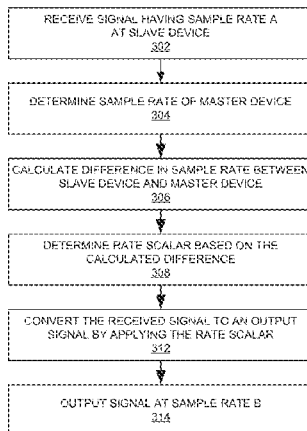 RECEIVE SIGNAL HAVING SAMPLE RATE A
AT SLAVE DEVICE
302
DETERMINE SAMPLE RATE OF MASTER DEVICE
304
CALCULATE DIFFERENCE IN SAMPLE RATE BETWEEN
SLAVE DEVICE AND MASTER DEVICE
306
DETERMINE RATE SCALAR BASED ON THE
CALCULATED DIFFERENCE
308
CONVERT THE RECEIVED SIGNAL TO AN OUTPUT
SIGNAL BY APPLYING THE RATE SCALAR
312
OUTPUT SIGNAL AT SAMPLE RATE B
314